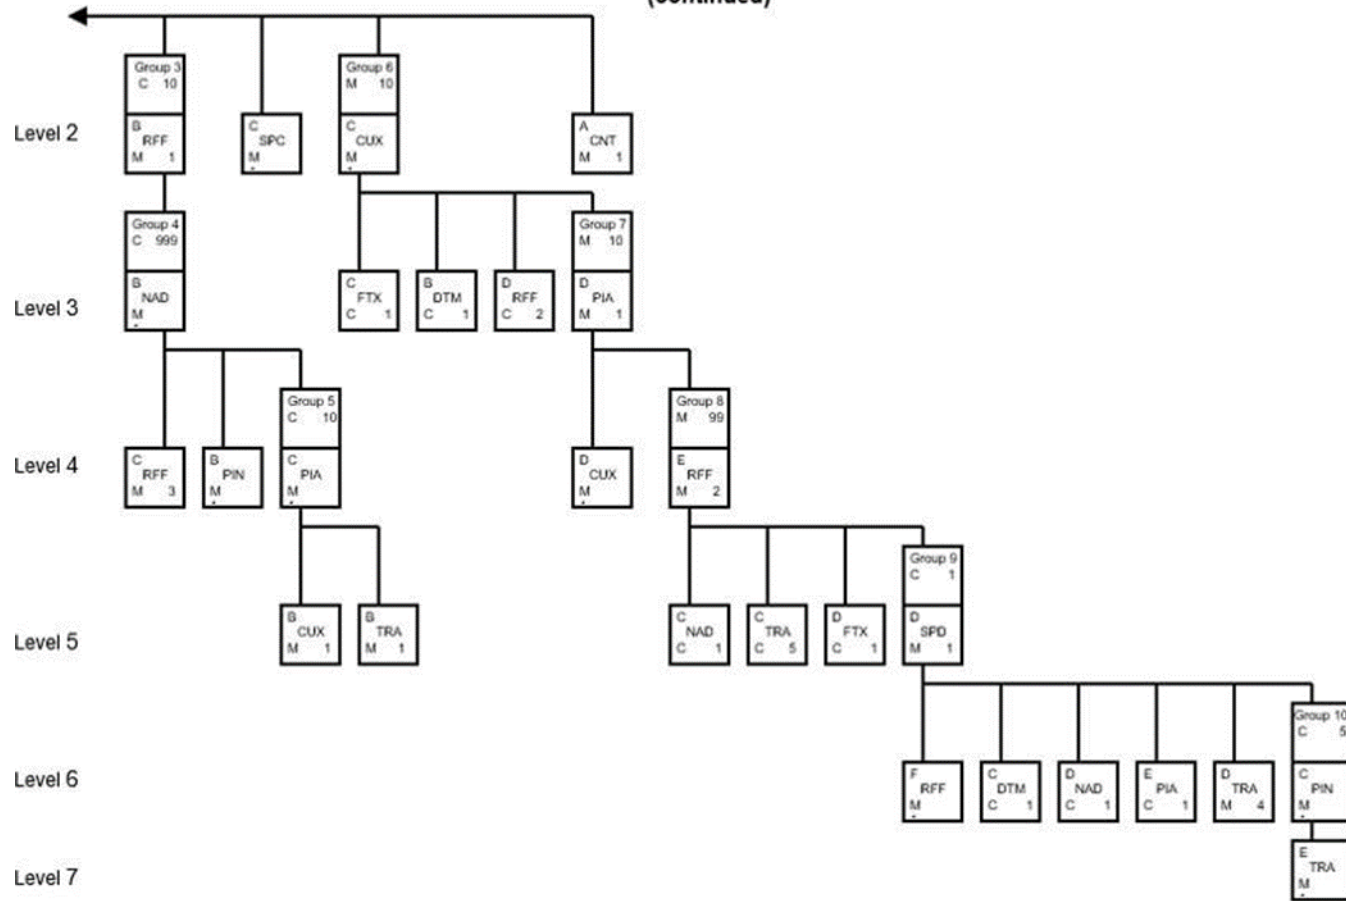 (continued)
Group 3
C 10
Group 6
M 10
Level 2
B
RFF
M 1
C
SPC
M
*
C
CUX
M
*
A
CNT
M 1
Group 4
C 999
Group 7
M 10
Level 3
B
NAD
M
*
C
FTX
C 1
B
DTM
C 1
D
RFF
C 2
D
PIA
M 1
Group 5
C 10
Group 8
M 99
Level 4
C
RFF
M 3
B
PIN
M
*
C
PIA
M
*
D
CUX
M
*
E
RFF
M 2
Group 9
C 1
Level 5
B
CUX
M 1
B
TRA
M 1
C
NAD
C 1
C
TRA
C 5
D
FTX
C 1
D
SPD
M 1
Group 10
C 5
Level 6
F
RFF
M
*
C
DTM
C 1
D
NAD
C 1
E
PIA
C 1
D
TRA
M 4
C
PIN
M
*
Level 7
E
TRA
M
*